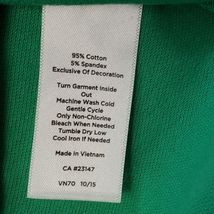 95% Cotton
5% Spandex
Exclusive Of Decoration
Turn Garment Inside
Out
Machine Wash Cold
Gentle Cycle
Only Non-Chlorine
Bleach When Needed
Tumble Dry Low
Cool Iron If Needed
Made in Vietnam
CA #23147
VN70 10/15